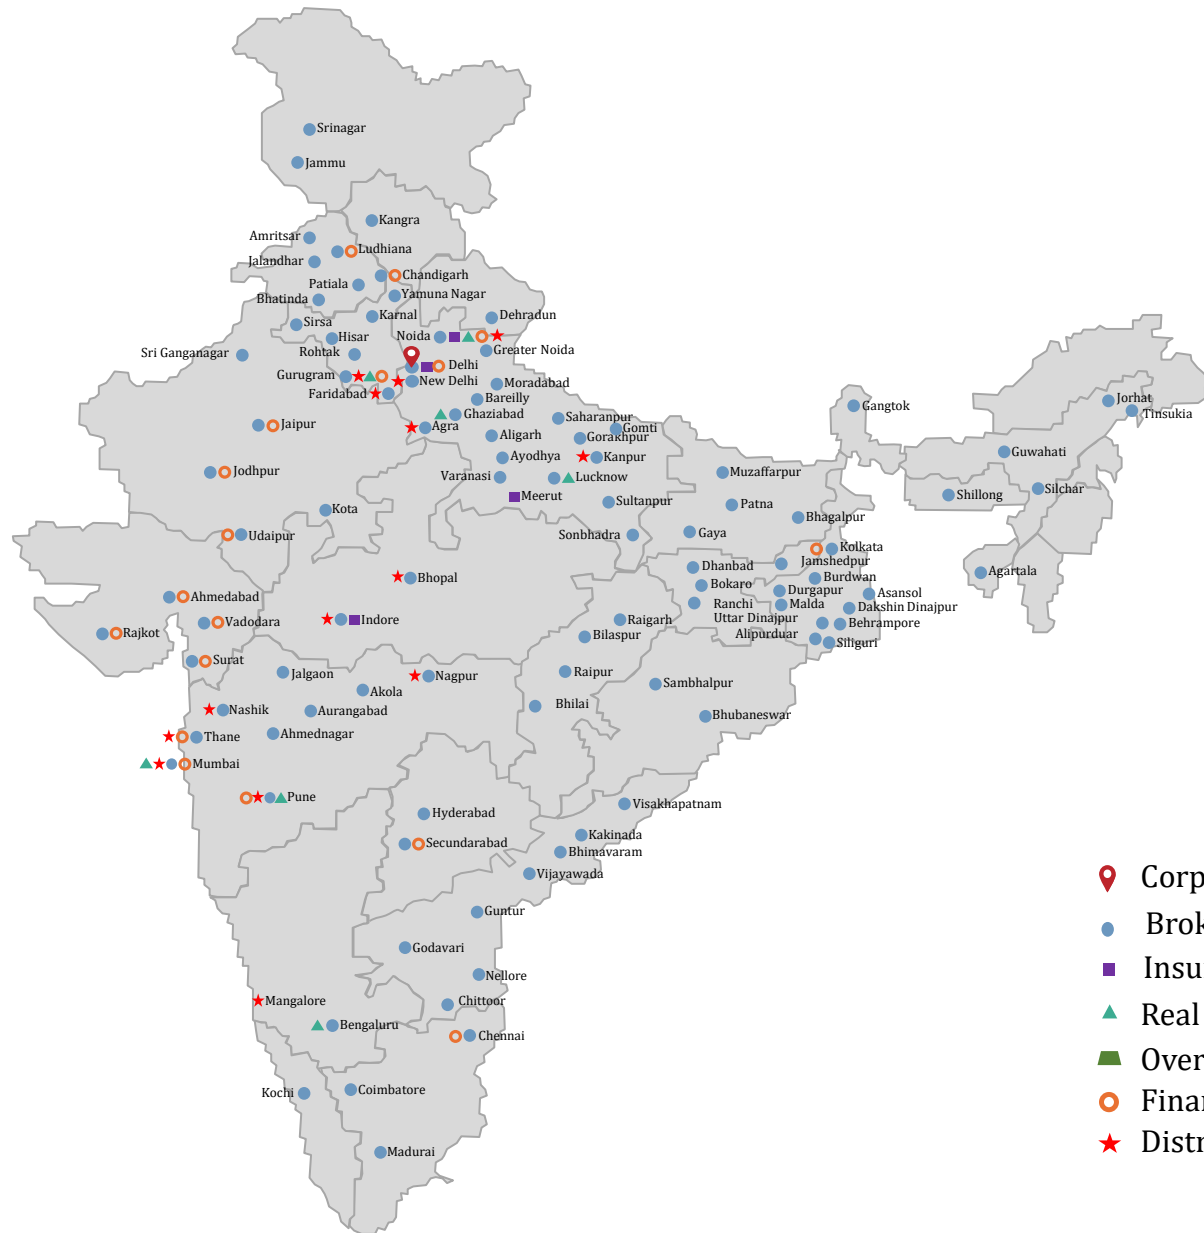 Srinagar
Jammu
Kangra
Amritsar
Ludhiana
Jalandhar
Chandigarh
Patiala
Yamuna Nagar
Bhatinda
Karnal
Dehradun
Sirsa
Noida
Hisar
Greater Noida
Rohtak
Sri Ganganagar
Delhi
Gurugram
New Delhi
Moradabad
Faridabad
Bareilly
Gangtok
Jorhat
Tinsukia
Ghaziabad
Saharanpur
Jaipur
Agra
Gomti
Aligarh
Gorakhpur
Guwahati
Ayodhya
Kanpur
Jodhpur
Muzaffarpur
Varanasi
Lucknow
Silchar
Meerut
Shillong
Sultanpur
Patna
Kota
Bhagalpur
Udaipur
Sonbhadra
Gaya
Kolkata
Jamshedpur
Dhanbad
Agartala
Bhopal
Burdwan
Bokaro
Durgapur
Asansol
Ahmedabad
Ranchi
Malda
Dakshin Dinajpur
Vadodara
Indore
Raigarh
Uttar Dinajpur
Behrampore
Rajkot
Bilaspur
Alipurduar
Siliguri
Surat
Jalgaon
Nagpur
Raipur
Akola
Sambhalpur
Nashik
Aurangabad
Bhilai
Bhubaneswar
Thane
Ahmednagar
Mumbai
Pune
Visakhapatnam
Hyderabad
Kakinada
Secundarabad
Bhimavaram
Vijayawada
Guntur
Godavari
Nellore
Mangalore
Chittoor
Bengaluru
Chennai
Kochi
Coimbatore
Madurai
Corp
Brok
Insu
Real
Over
Finan
Distr